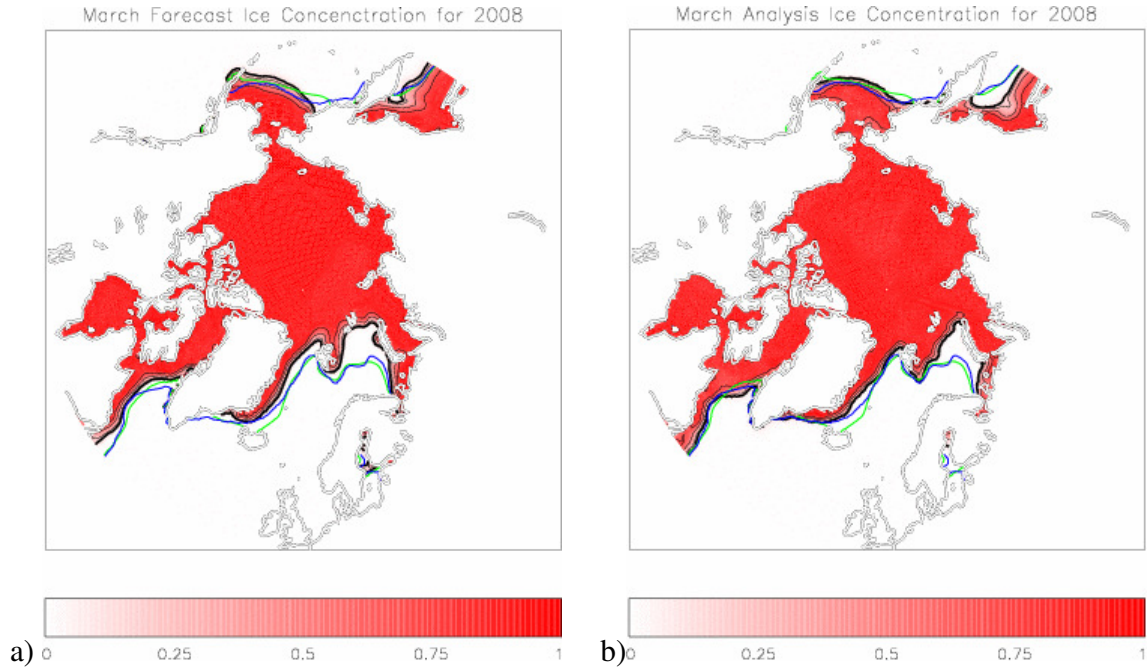 March Forecast Ice Concenctration for 2008
March Analysis Ice Concentration for 2008
a) 0 0.25 0.5 0.75 1
b) 0 0.25 0.5 0.75 1